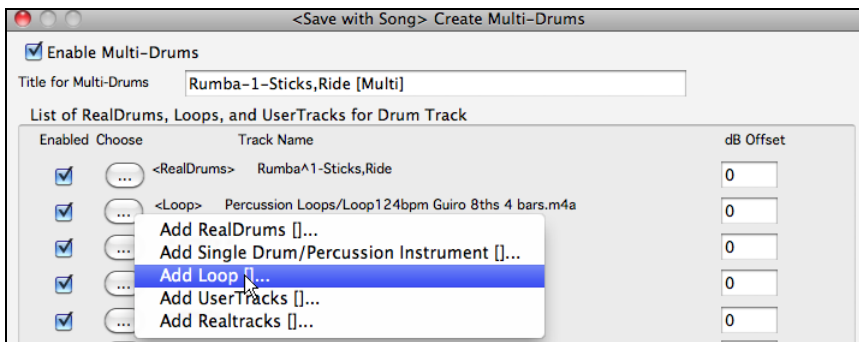 <Save with Song> Create Multi-Drums
Enable Multi-Drums
Title for Multi-Drums Rumba-1-Sticks,Ride [Multi]
List of RealDrums, Loops, and UserTracks for Drum Track
Enabled Choose Track Name dB Offset
... <RealDrums> Rumba^1-Sticks,Ride 0
... <Loop> Percussion Loops/Loop124bpm Guiro 8ths 4 bars.m4a 0
Add RealDrums []...
Add Single Drum/Percussion Instrument []...
... 0
Add Loop []...
... 0
Add UserTracks []...
Add Realtracks []...
... 0